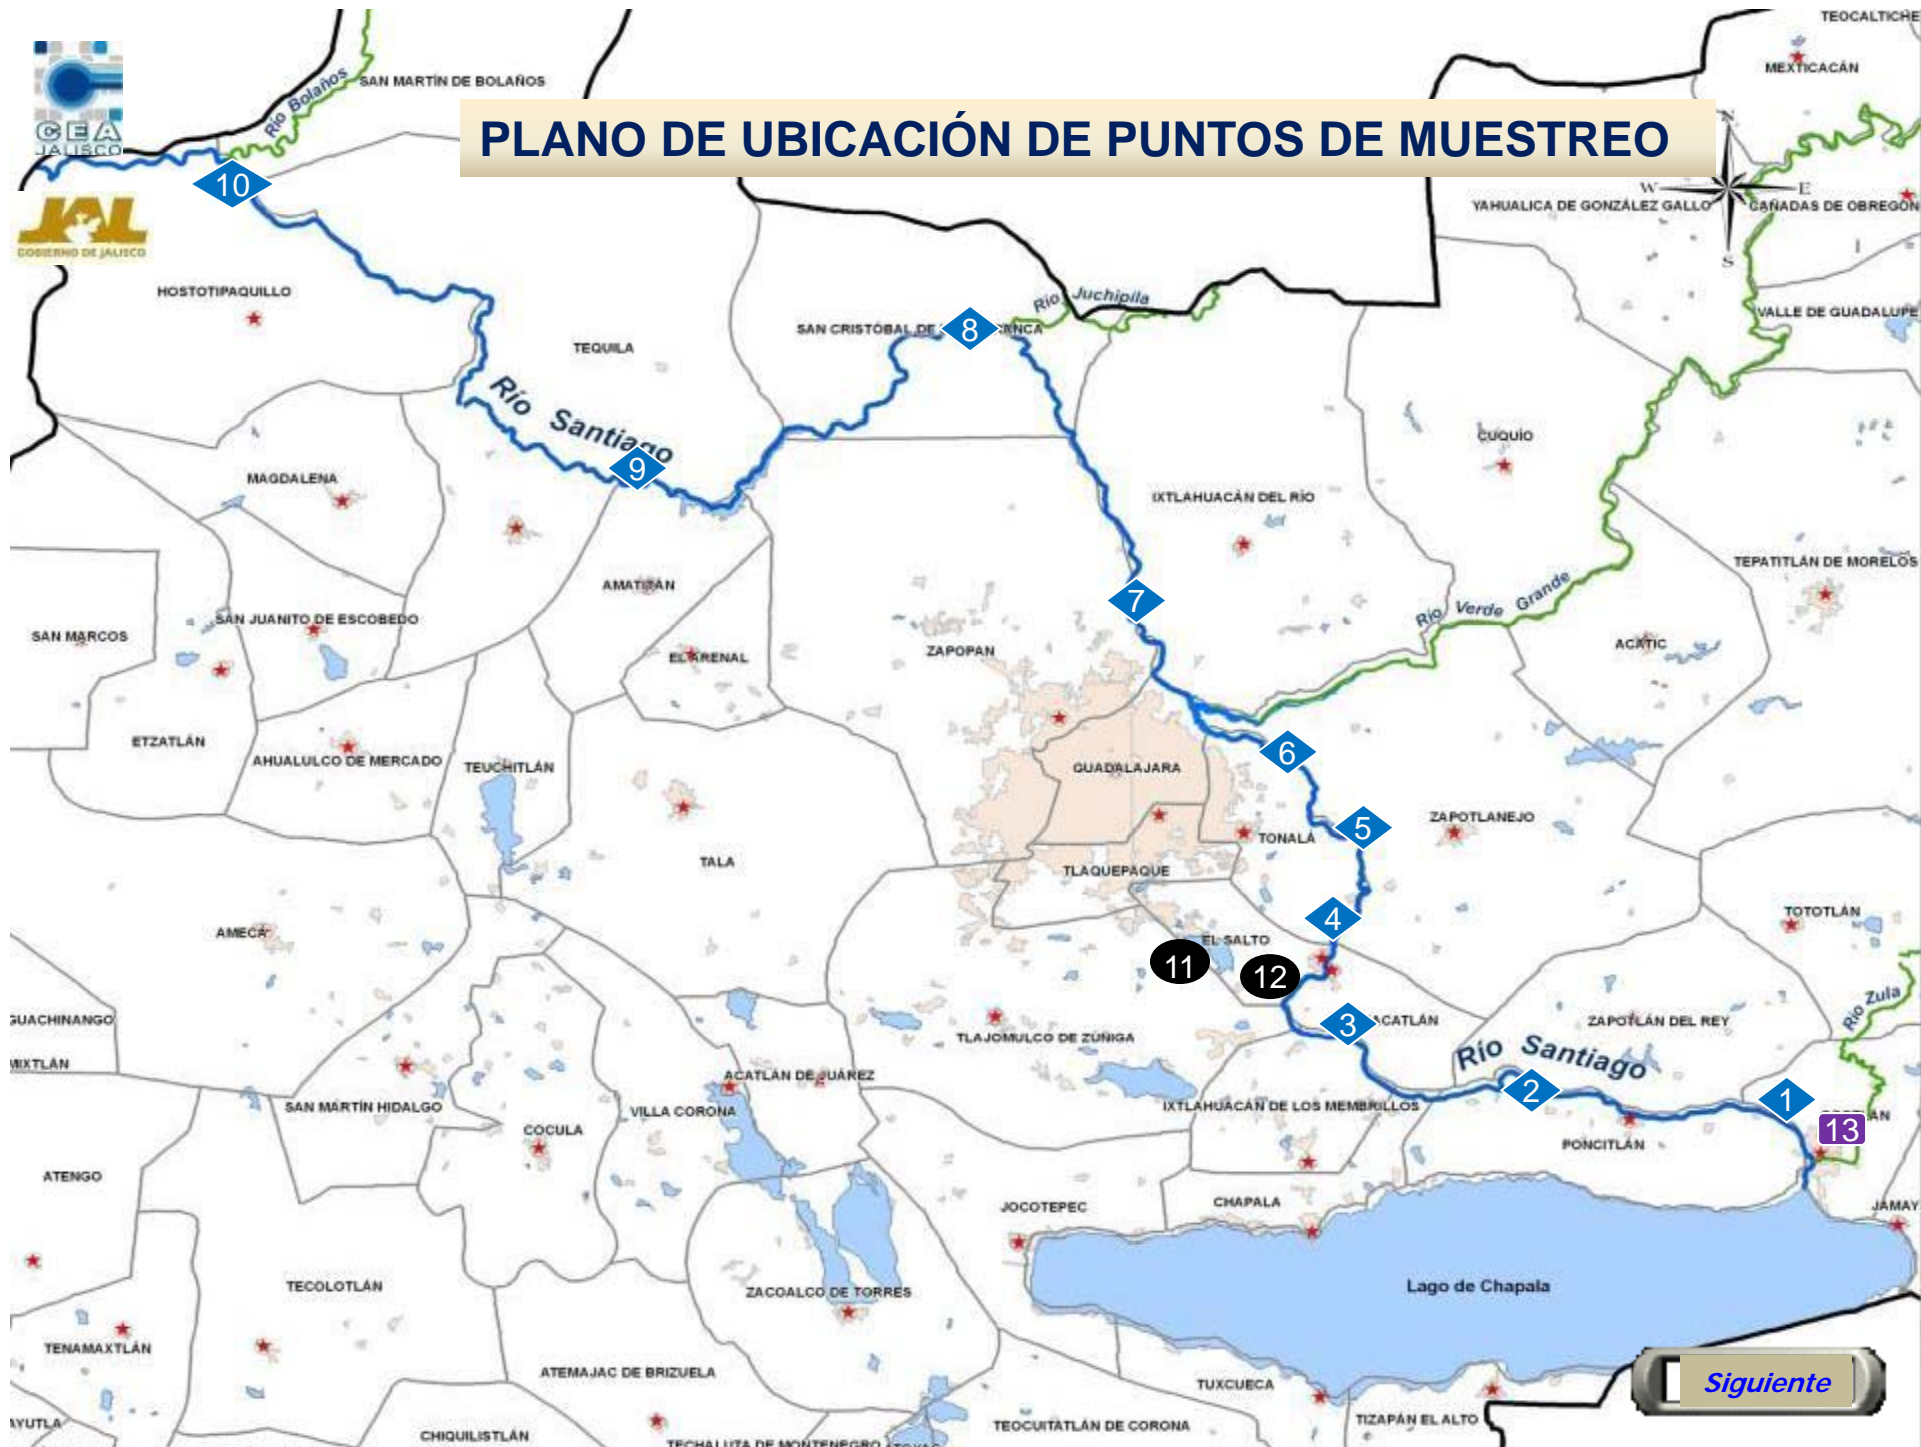 TEOCALTICHE
MEXTICACÁN
CEA
JALISCO
Río Bolaños
SAN MARTÍN DE BOLAÑOS
PLANO DE UBICACIÓN DE PUNTOS DE MUESTREO
N
W
E
S
10
JAL
GOBIERNO DE JALISCO
YAHUALICA DE GONZÁLEZ GALLO
CAÑADAS DE OBREGÓN
HOSTOTIPAQUILLO
Río Juchipila
VALLE DE GUADALUPE
SAN CRISTÓBAL DE
8
TEQUILA
Río Santiago
9
CUQUÍO
MAGDALENA
IXTLAHUACÁN DEL RÍO
TEPATITLÁN DE MORELOS
AMATITÁN
7
Río Verde Grande
SAN JUANITO DE ESCOBEDO
SAN MARCOS
EL ARENAL
ZAPOPAN
ACATIC
ETZATLÁN
AHUALULCO DE MERCADO
TEUCHITLÁN
GUADALAJARA
6
5
ZAPOTLANEJO
TONALÁ
TALA
TLAQUEPAQUE
4
TOTOTLÁN
AMECA
EL SALTO
11
12
Río Zula
GUACHINANGO
TLAJOMULCO DE ZÚÑIGA
3
ACATLÁN
ZAPOTLÁN DEL REY
Río Santiago
MIXTLÁN
ACATLÁN DE JUÁREZ
SAN MARTÍN HIDALGO
VILLA CORONA
IXTLAHUACÁN DE LOS MEMBRILLOS
2
1
COCULA
PONCITLÁN
13
ATENGO
JOCOTEPEC
CHAPALA
JAMAY
TECOLOTLÁN
ZACOALCO DE TORRES
Lago de Chapala
TENAMAXTLÁN
ATEMAJAC DE BRIZUELA
TUXCUECA
Siguiente
AYUTLA
CHIQUILISTLÁN
TEOCUITATLÁN DE CORONA
TIZAPÁN EL ALTO
TECHALUTA DE MONTENEGRO